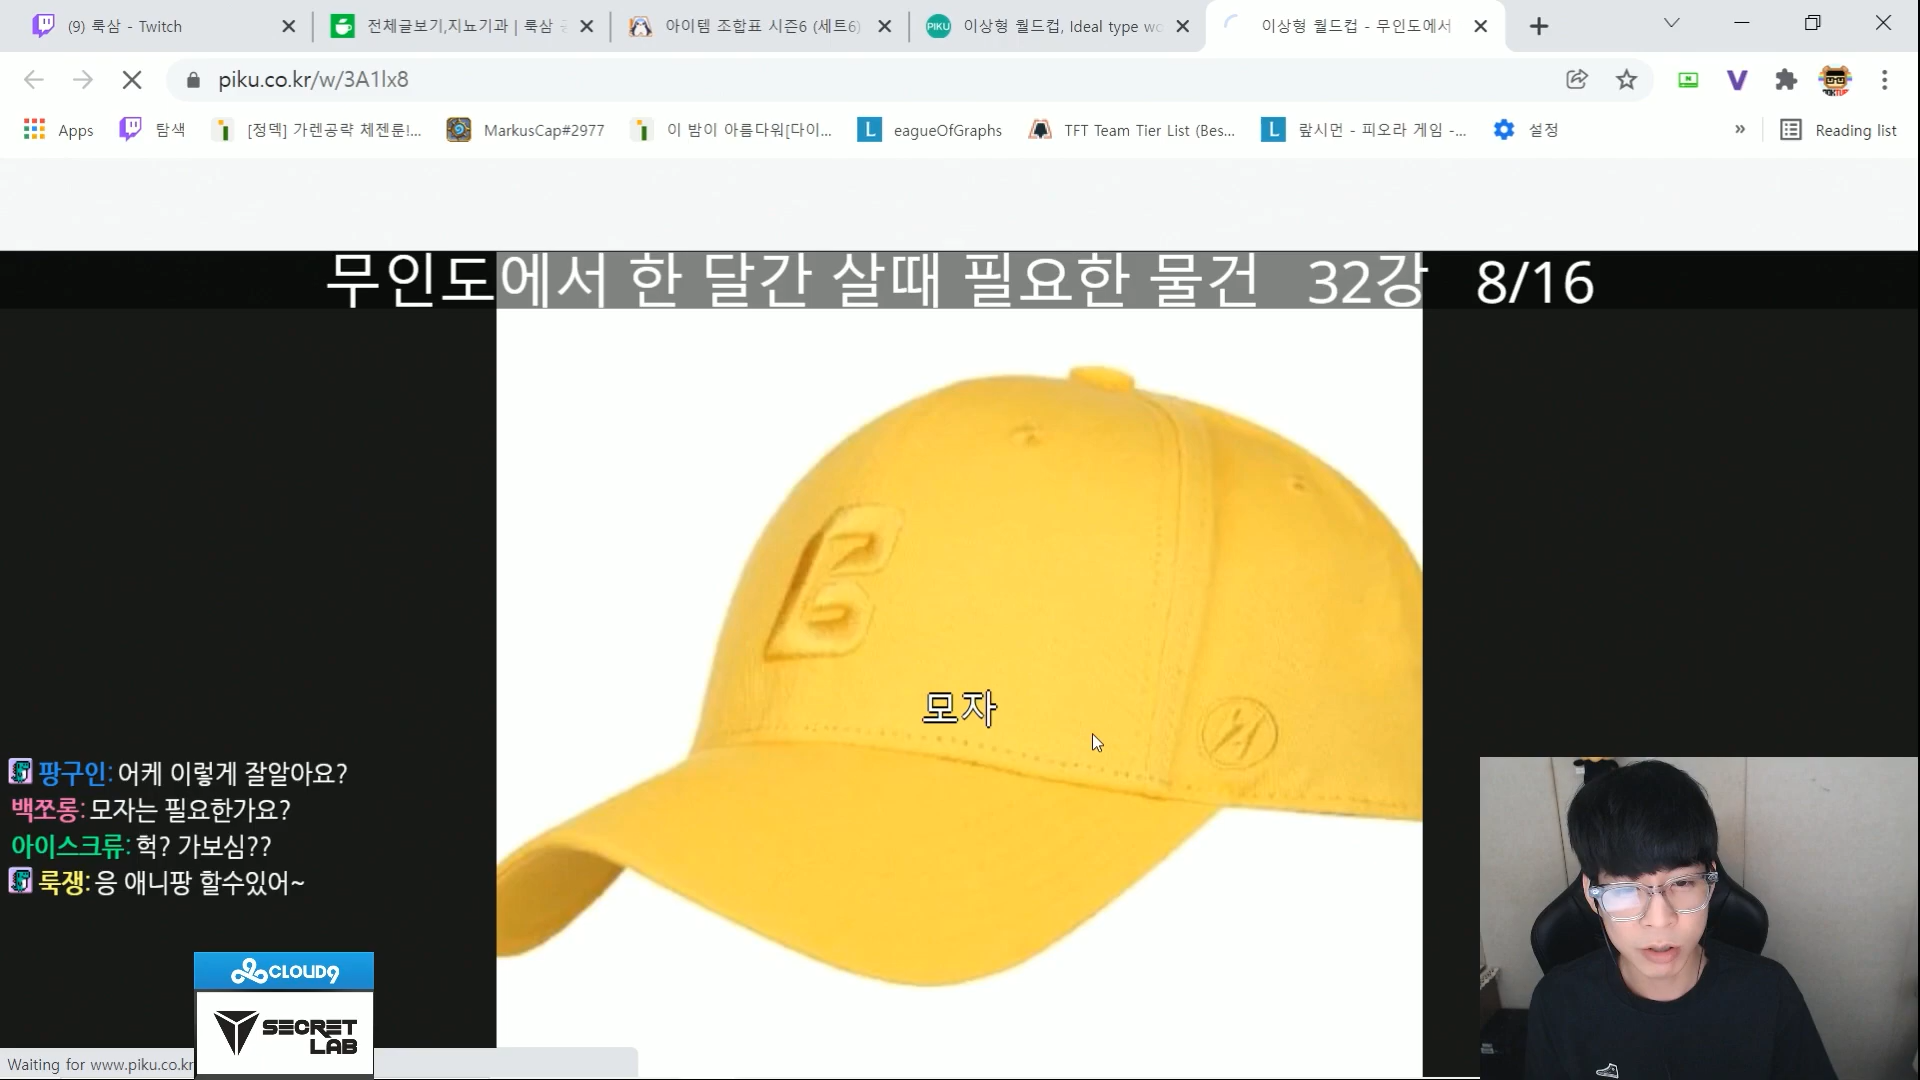 (9) 룩삼 - Twitch
전체글보기,지뇨기과 | 룩삼
아이템 조합표 시즌6 (세트6)
PIKU
이상형 월드컵, Ideal type wo
이상형 월드컵 - 무인도에서
piku.co.kr/w/3A1lx8
Apps
탐색
[정덱] 가렌공략 체젠룬!...
MarkusCap#2977
이 밤이 아름다워[다이...
L
eagueOfGraphs
TFT Team Tier List (Bes...
L
랖시먼 - 피오라 게임 -...
설정
»
Reading list
무인도에서 한 달간 살때 필요한 물건 32강 8/16
모자
팡구인: 어케 이렇게 잘알아요?
백쪼롱: 모자는 필요한가요?
아이스크류: 헉? 가보심??
룩쟁: 응 애니팡 할수있어~
CLOUD9
SECRET
LAB
Waiting for www.piku.co.kr